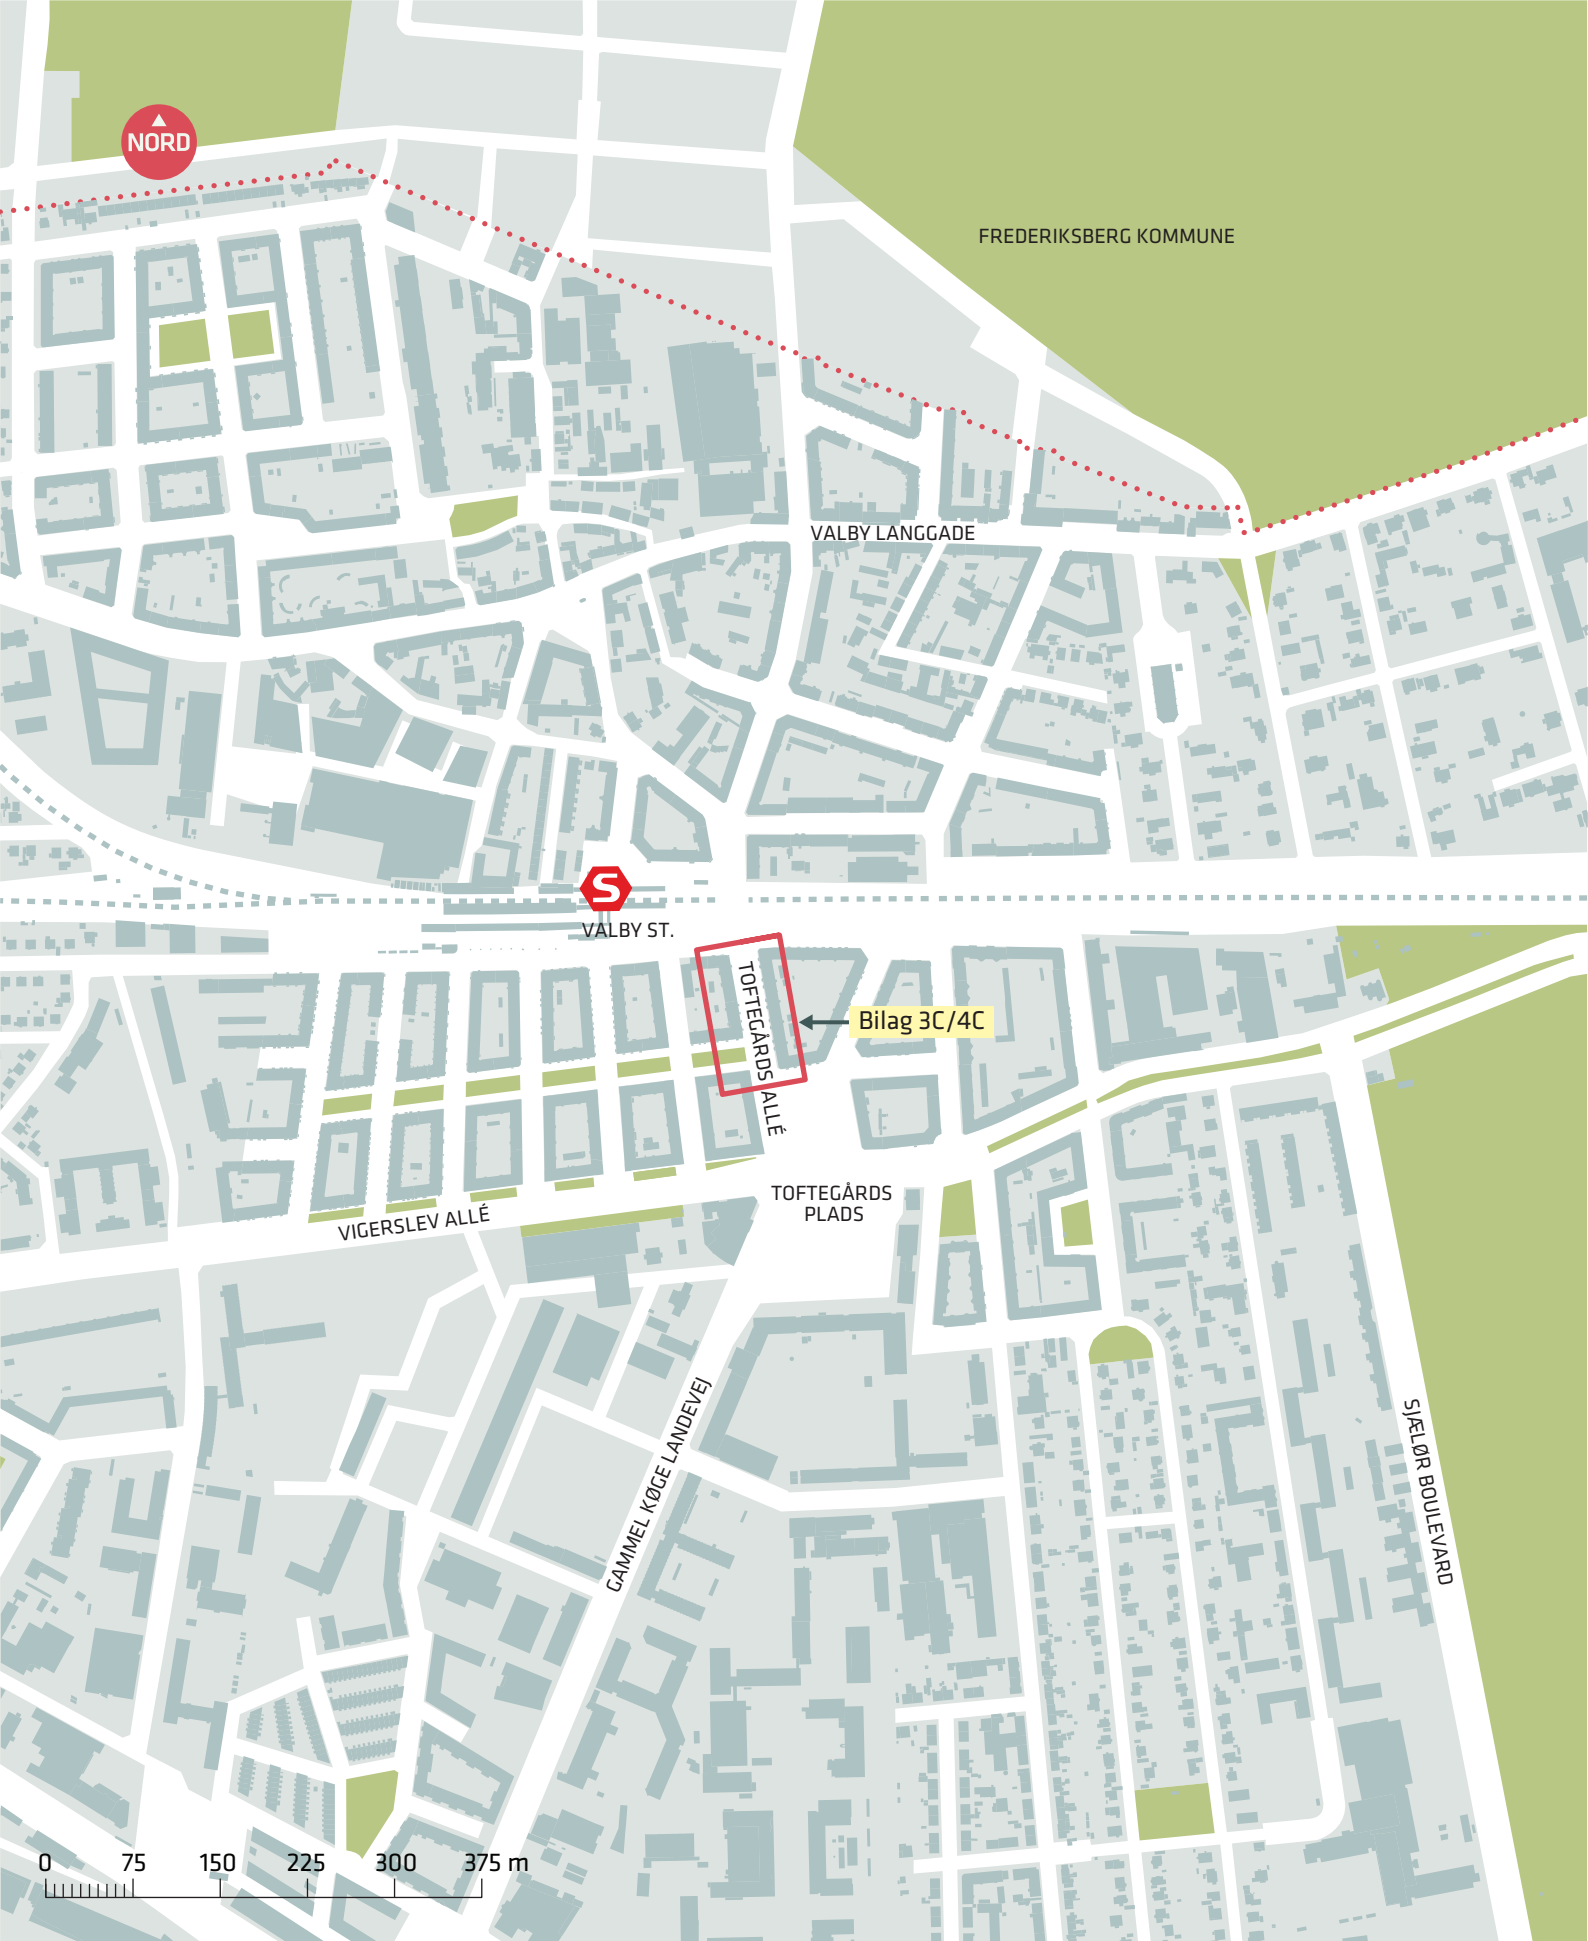 NORD
FREDERIKSBERG KOMMUNE
VALBY LANGGADE
S
VALBY ST.
TOFTEGÅRDS ALLÉ
Bilag 3C/4C
TOFTEGÅRDS
PLADS
VIGERSLEV ALLÉ
GAMMEL KØGE LANDEVEJ
SJÆLØR BOULEVARD
0 75 150 225 300 375 m